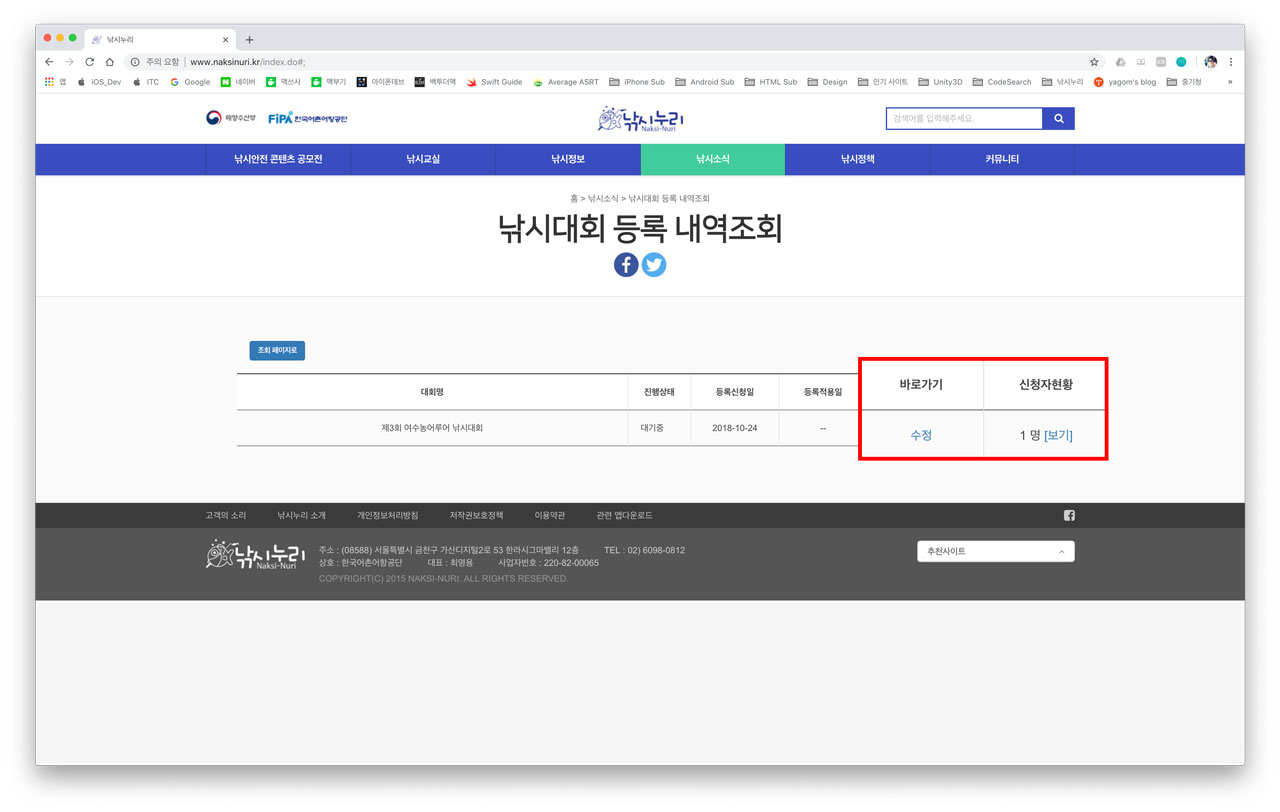 낚시누리
주의 요함 | www.naksinuri.kr/index.do#;
앱 iOS_Dev ITC Google 네이버 맥쓰사 맥부기 아이폰데브 백투더맥 Swift Guide Average ASRT iPhone Sub Android Sub HTML Sub Design 인기 사이트 Unity3D CodeSearch 낚시누리 yagom's blog 중기청 »
해양수산부 FiPA 한국어촌어항공단 낚시누리 Naksi-Nuri 검색어를 입력해주세요.
낚시안전 콘텐츠 공모전 낚시교실 낚시정보 낚시소식 낚시정책 커뮤니티
홈 > 낚시소식 > 낚시대회 등록 내역조회
낚시대회 등록 내역조회
조회 페이지로
대회명 진행상태 등록신청일 등록적용일 바로가기 신청자현황
제3회 여수농어루어 낚시대회 대기중 2018-10-24 -- 수정 1 명 [보기]
고객의 소리 낚시누리 소개 개인정보처리방침 저작권보호정책 이용약관 관련 앱다운로드
낚시누리 Naksi-Nuri
주소 : (08588) 서울특별시 금천구 가산디지털2로 53 한라시그마밸리 12층 TEL : 02) 6098-0812
상호 : 한국어촌어항공단 대표 : 최명용 사업자번호 : 220-82-00065
COPYRIGHT(C) 2015 NAKSI-NURI. ALL RIGHTS RESERVED.
추천사이트